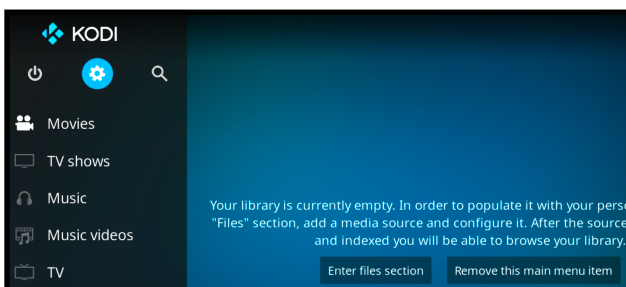 KODI
Movies
TV shows
Music
Music videos
TV
Your library is currently empty. In order to populate it with your
"Files" section, add a media source and configure it. After the source
and indexed you will be able to browse your library.
Enter files section
Remove this main menu item